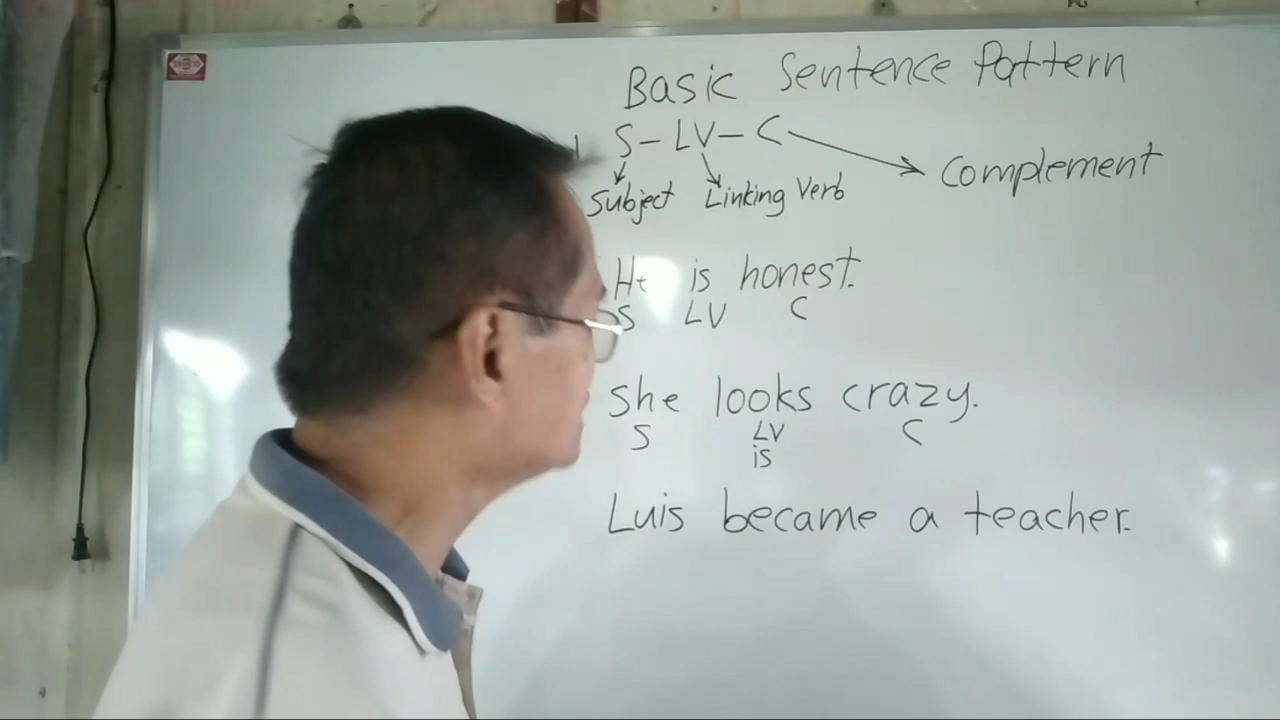 Basic Sentence Pattern
S - LV - C Complement
Subject Linking Verb
He is honest.
S LV C
She looks crazy.
S LV C
is
Luis became a teacher.